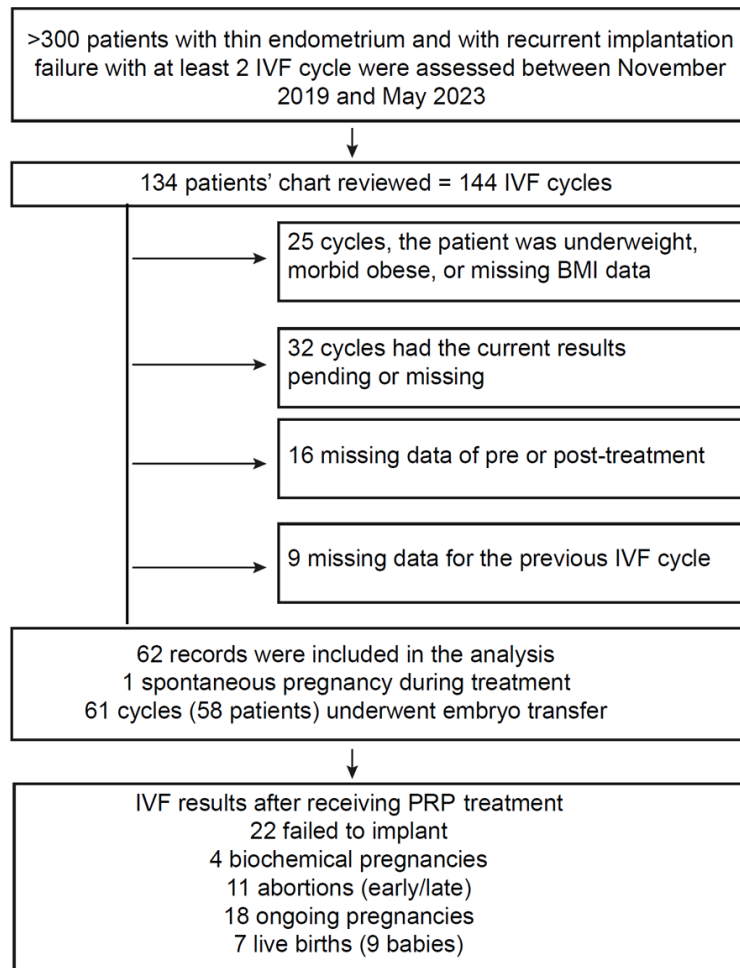 >300 patients with thin endometrium and with recurrent implantation
failure with at least 2 IVF cycle were assessed between November
2019 and May 2023
134 patients’ chart reviewed = 144 IVF cycles
25 cycles, the patient was underweight,
morbid obese, or missing BMI data
32 cycles had the current results
pending or missing
16 missing data of pre or post-treatment
9 missing data for the previous IVF cycle
62 records were included in the analysis
1 spontaneous pregnancy during treatment
61 cycles (58 patients) underwent embryo transfer
IVF results after receiving PRP treatment
22 failed to implant
4 biochemical pregnancies
11 abortions (early/late)
18 ongoing pregnancies
7 live births (9 babies)